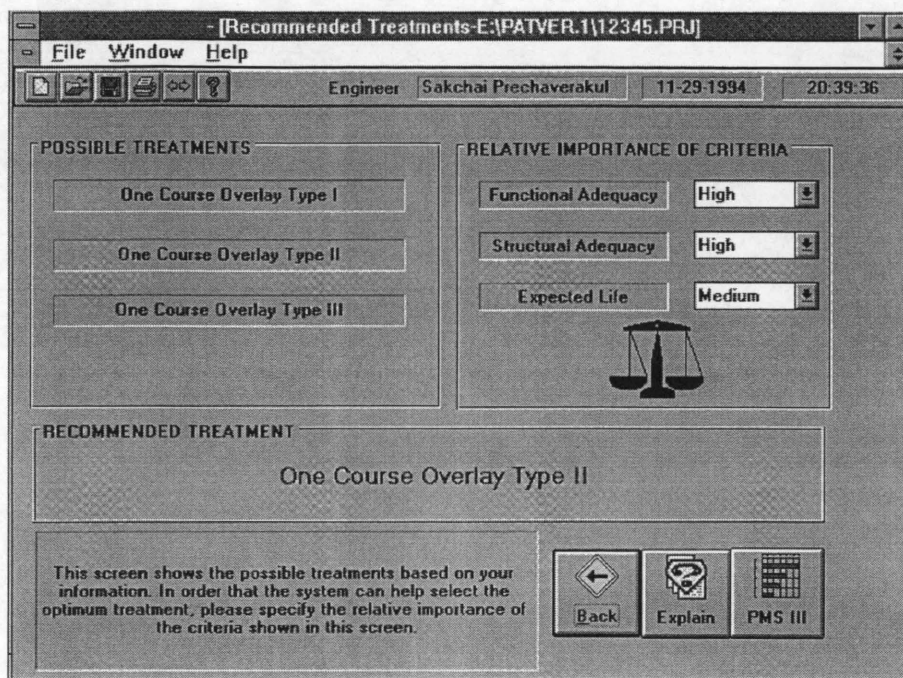 - [Recommended Treatments-E:\PATVER.1\12345.PRJ]
File Window Help
Engineer Sakchai Prechaverakul 11-29-1994 20:39:36
POSSIBLE TREATMENTS
One Course Overlay Type I
One Course Overlay Type II
One Course Overlay Type III
RELATIVE IMPORTANCE OF CRITERIA
Functional Adequacy High
Structural Adequacy High
Expected Life Medium
RECOMMENDED TREATMENT
One Course Overlay Type II
This screen shows the possible treatments based on your
information. In order that the system can help select the
optimum treatment, please specify the relative importance of
the criteria shown in this screen.
Back Explain PMS III